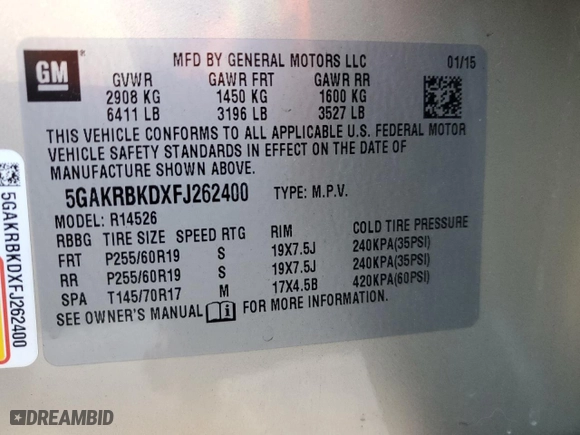 GM ®
MFD BY GENERAL MOTORS LLC 01/15
GVWR GAWR FRT GAWR RR
2908 KG 1450 KG 1600 KG
6411 LB 3196 LB 3527 LB
THIS VEHICLE CONFORMS TO ALL APPLICABLE U.S. FEDERAL MOTOR
VEHICLE SAFETY STANDARDS IN EFFECT ON THE DATE OF
MANUFACTURE SHOWN ABOVE.
5GAKRBKDXFJ262400 TYPE: M.P.V.
MODEL: R14526
RBBG TIRE SIZE SPEED RTG RIM COLD TIRE PRESSURE
FRT P255/60R19 S 19X7.5J 240KPA(35PSI)
RR P255/60R19 S 19X7.5J 240KPA(35PSI)
SPA T145/70R17 M 17X4.5B 420KPA(60PSI)
SEE OWNER'S MANUAL FOR MORE INFORMATION.
5GAKRBKDXFJ262400
DREAMBID